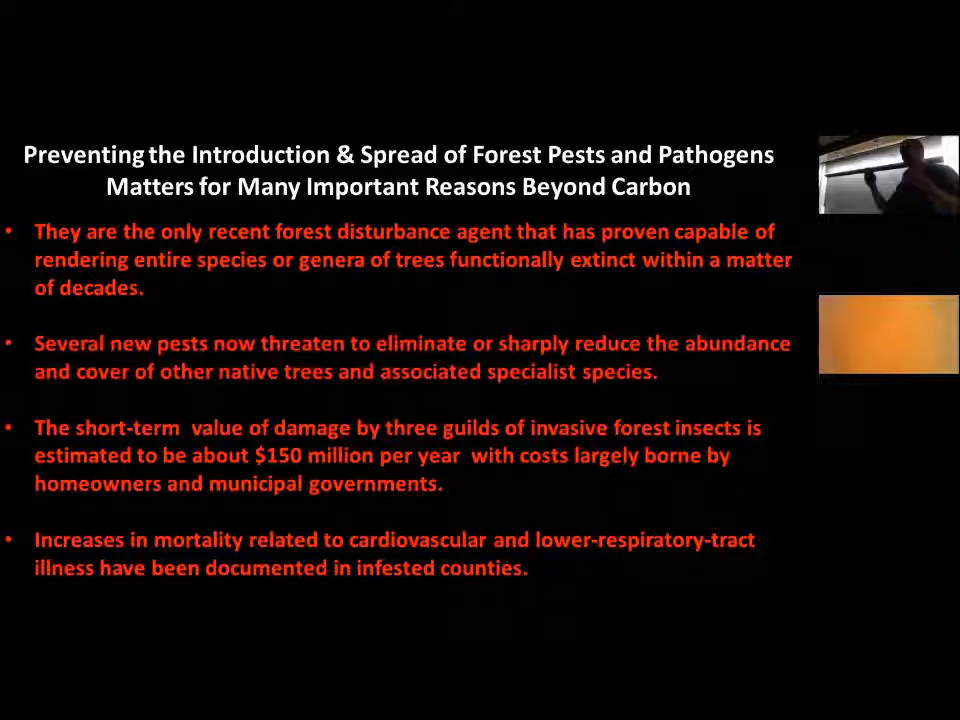 Preventing the Introduction & Spread of Forest Pests and Pathogens
Matters for Many Important Reasons Beyond Carbon
• They are the only recent forest disturbance agent that has proven capable of
rendering entire species or genera of trees functionally extinct within a matter
of decades.
• Several new pests now threaten to eliminate or sharply reduce the abundance
and cover of other native trees and associated specialist species.
• The short-term value of damage by three guilds of invasive forest insects is
estimated to be about $150 million per year with costs largely borne by
homeowners and municipal governments.
• Increases in mortality related to cardiovascular and lower-respiratory-tract
illness have been documented in infested counties.